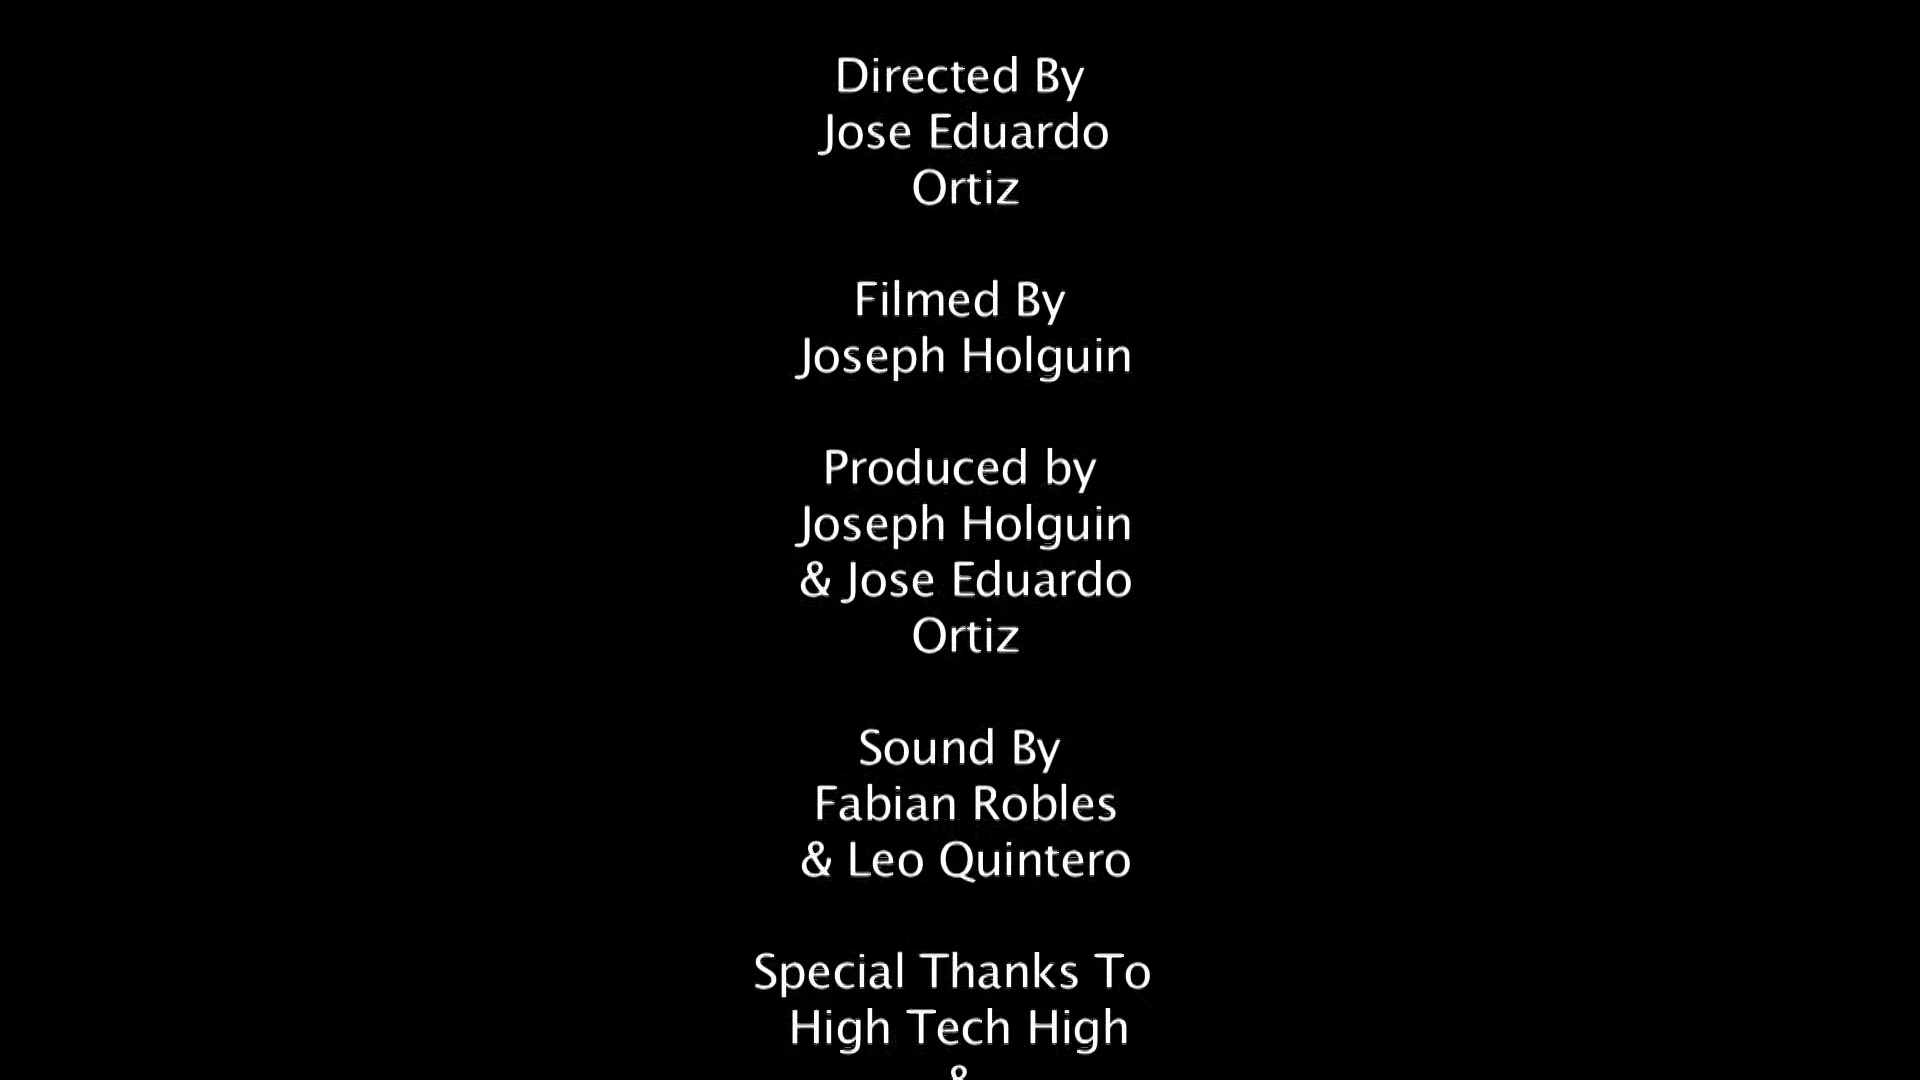 Directed By
Jose Eduardo
Ortiz
Filmed By
Joseph Holguin
Produced by
Joseph Holguin
& Jose Eduardo
Ortiz
Sound By
Fabian Robles
& Leo Quintero
Special Thanks To
High Tech High
&